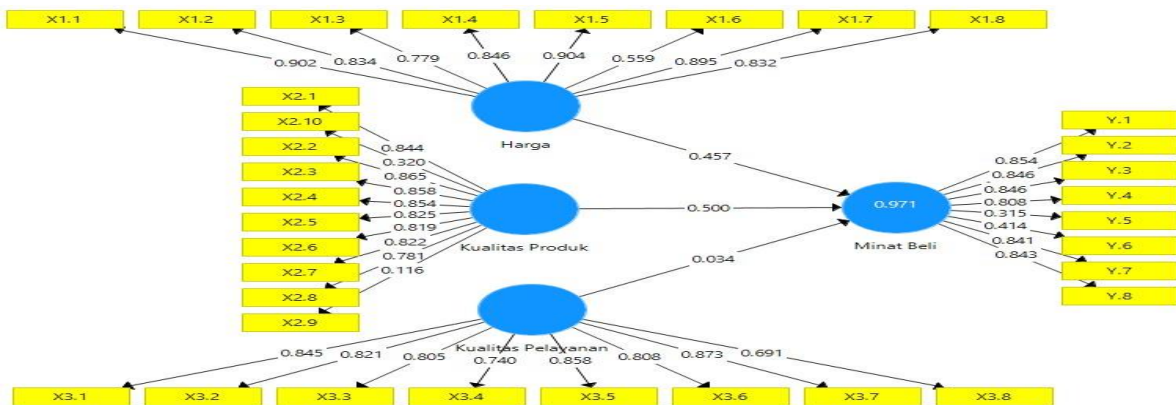 X1.1 X1.2 X1.3 X1.4 X1.5 X1.6 X1.7 X1.8
0.902 0.834 0.779 0.846 0.904 0.559 0.895 0.832
Harga
X2.1
X2.10
X2.2
X2.3
X2.4
X2.5
X2.6
X2.7
X2.8
X2.9
0.844
0.320
0.865
0.858
0.854
0.825
0.819
0.822
0.781
0.116
Kualitas Produk
0.457
0.500
0.034
0.971
Minat Beli
0.854
0.846
0.846
0.808
0.315
0.414
0.841
0.843
Y.1
Y.2
Y.3
Y.4
Y.5
Y.6
Y.7
Y.8
Kualitas Pelayanan
0.845 0.821 0.805 0.740 0.858 0.808 0.873 0.691
X3.1 X3.2 X3.3 X3.4 X3.5 X3.6 X3.7 X3.8